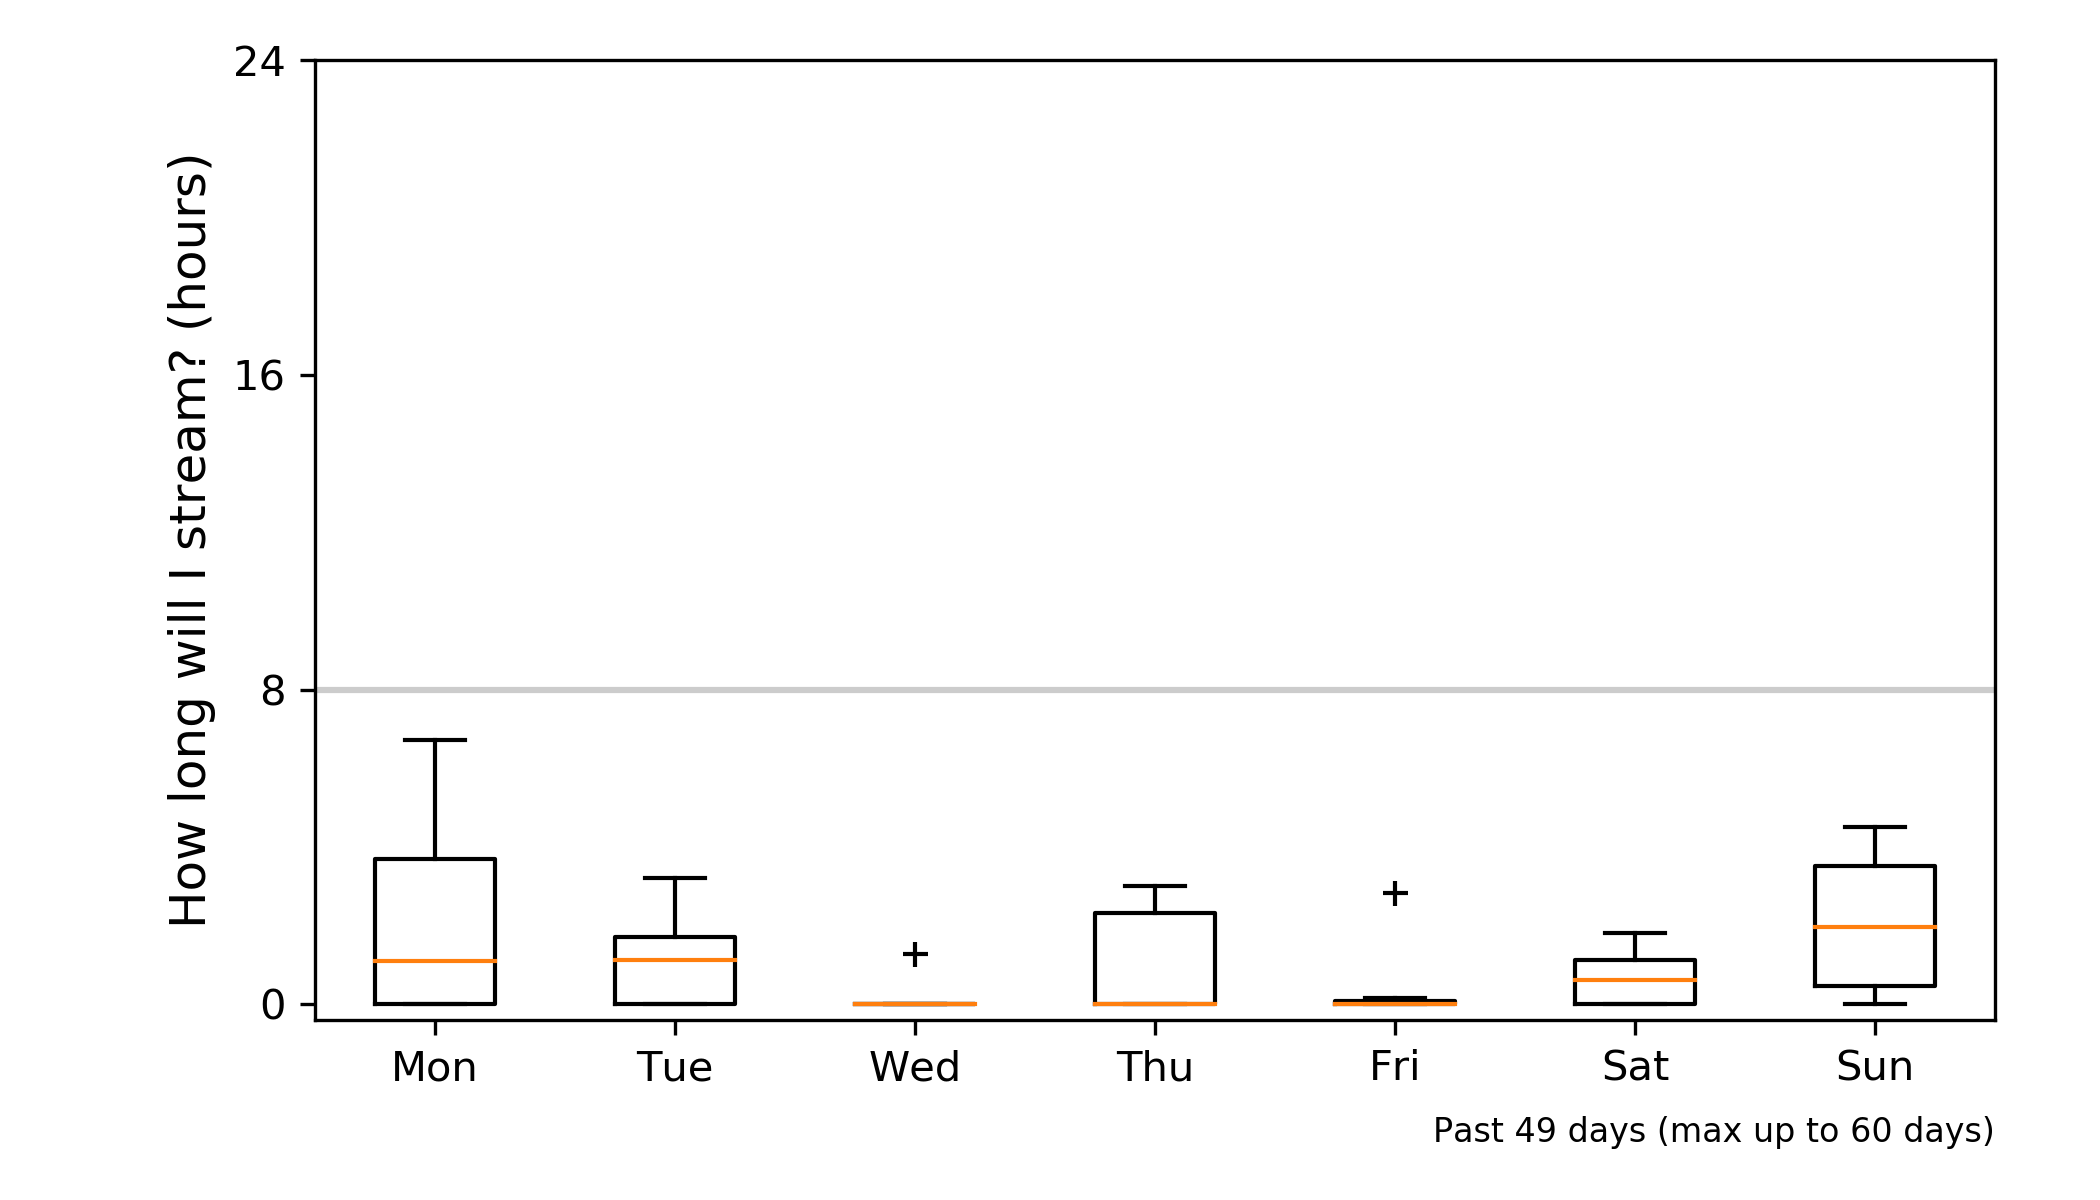 How long will I stream? (hours)
24
16
8
0
Mon Tue Wed Thu Fri Sat Sun
Past 49 days (max up to 60 days)